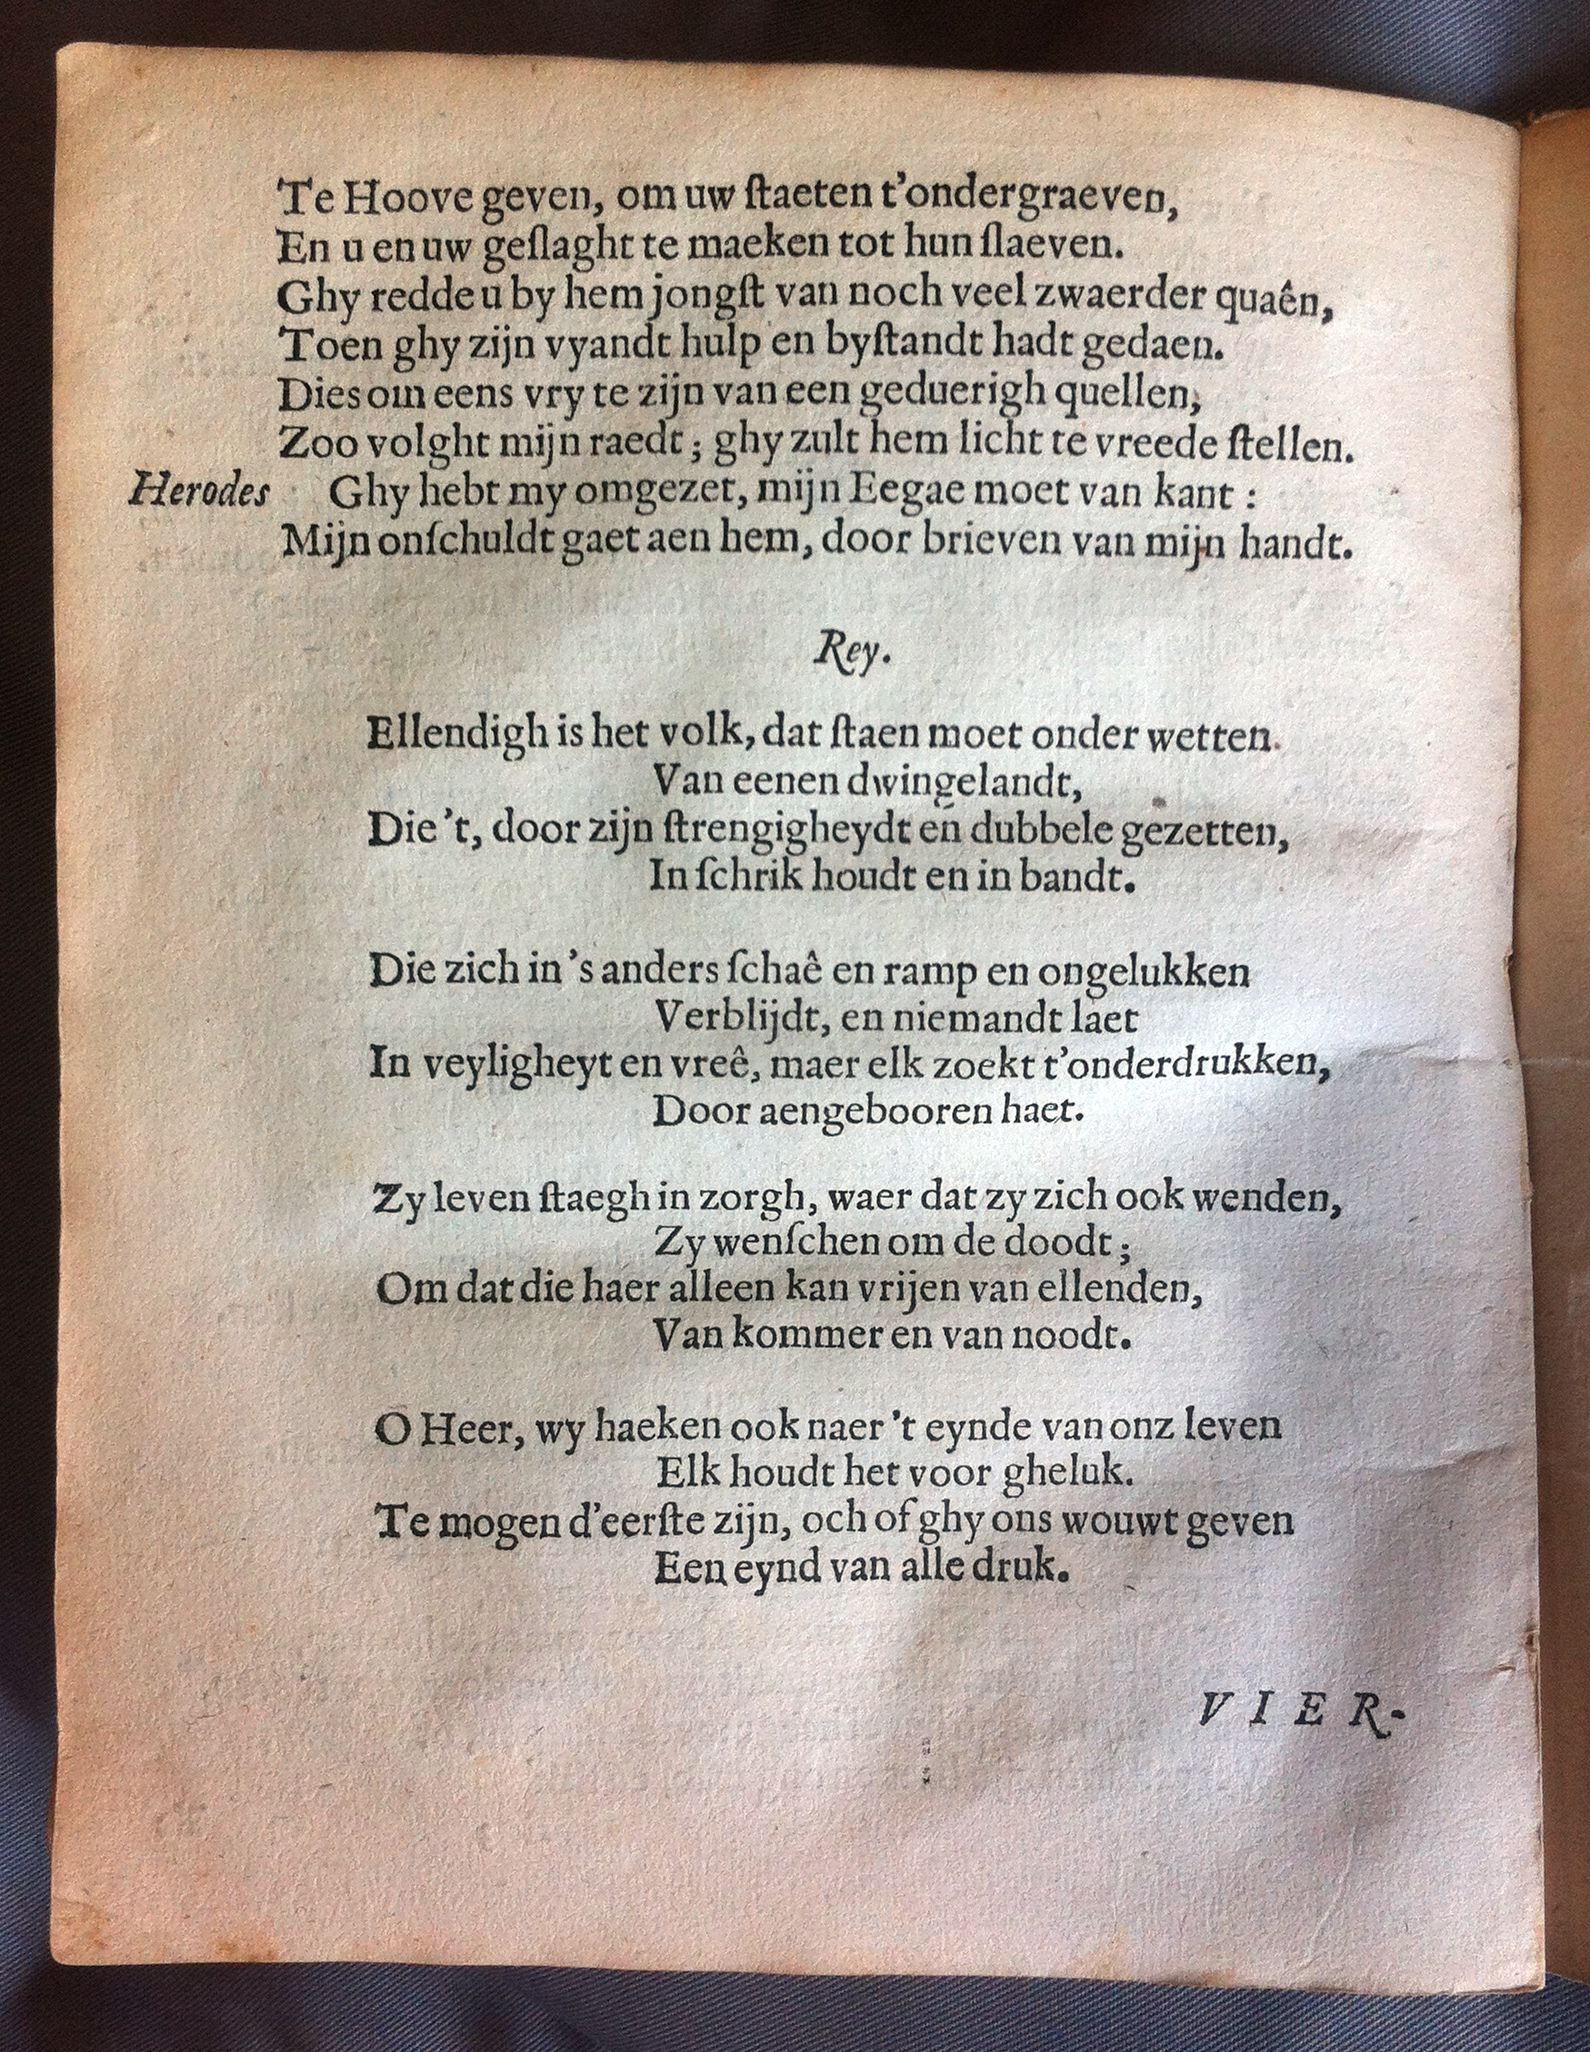 Te Hoove geven, om uw ſtaeten t'ondergraeven,
En u en uw geſlaght te maeken tot hun ſlaeven.
Ghy redde u by hem jongſt van noch veel zwaerder quaên,
Toen ghy zijn vyandt hulp en byſtandt hadt gedaen.
Dies om eens vry te zijn van een geduerigh quellen,
Zoo volght mijn raedt; ghy zult hem licht te vreede ſtellen.
Herodes Ghy hebt my omgezet, mijn Eegae moet van kant :
Mijn onſchuldt gaet aen hem, door brieven van mijn handt.
Rey.
Ellendigh is het volk, dat ſtaen moet onder wetten.
Van eenen dwingelandt,
Die 't, door zijn ſtrengigheydt en dubbele gezetten,
In ſchrik houdt en in bandt.
Die zich in 's anders ſchaê en ramp en ongelukken
Verblijdt, en niemandt laet
In veyligheyt en vreê, maer elk zoekt t'onderdrukken,
Door aengebooren haet.
Zy leven ſtaegh in zorgh, waer dat zy zich ook wenden,
Zy wenſchen om de doodt;
Om dat die haer alleen kan vrijen van ellenden,
Van kommer en van noodt.
O Heer, wy haeken ook naer 't eynde van onz leven
Elk houdt het voor gheluk.
Te mogen d'eerſte zijn, och of ghy ons wouwt geven
Een eynd van alle druk.
VIER-